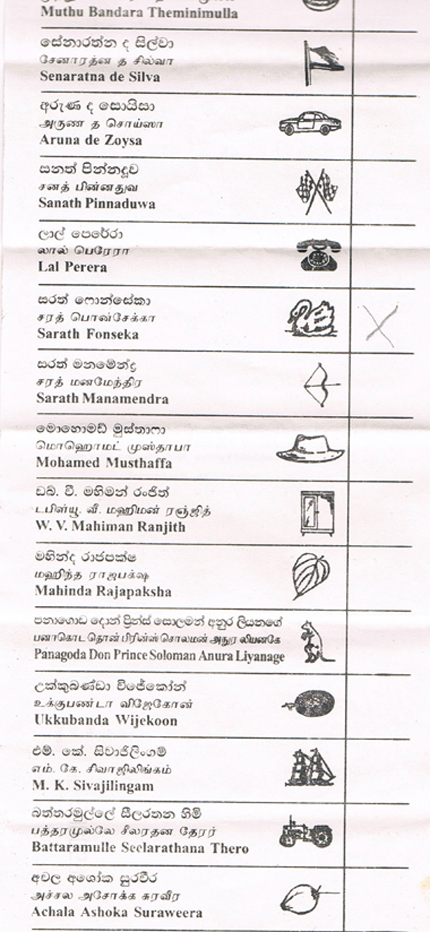 Muthu Bandara Theminimulla
සේනාරත්න ද සිල්වා
சேனாரத்ன த சில்வா
Senaratna de Silva
අරුණ ද සොයිසා
அருண த சொய்ஸா
Aruna de Zoysa
සනත් පින්නදූව
சனத் பின்னதுவ
Sanath Pinnaduwa
ලාල් පෙරේරා
லால் பெரேரா
Lal Perera
සරත් ෆොන්සේකා
சரத் பொன்சேக்கா
Sarath Fonseka
සරත් මනමේන්ද්‍ර
சரத் மனமேந்திர
Sarath Manamendra
මොහොමඩ් මුස්තාෆා
மொஹொமட் முஸ்தாபா
Mohamed Musthaffa
ඩබ්. වී. මහිමන් රංජිත්
டபிள்யூ. வீ. மஹிமன் ரஞ்ஜித்
W. V. Mahiman Ranjith
මහින්ද රාජපක්ෂ
மஹிந்த ராஜபக்ஷ
Mahinda Rajapaksha
පනාගොඩ දොන් ප්‍රින්ස් සොලමන් අනුර ලියනගේ
பனாகொட தொன் பிரின்ஸ் சொலமன் அநுர லியனகே
Panagoda Don Prince Soloman Anura Liyanage
උක්කුබණ්ඩා විජේකෝන්
உக்குபண்டா விஜேகோன்
Ukkubanda Wijekoon
එම්. කේ. සිවාජිලිංගම්
எம். கே. சிவாஜிலிங்கம்
M. K. Sivajilingam
බත්තරමුල්ලේ සීලරතන හිමි
பத்தரமுல்லே சீலரதன தேரர்
Battaramulle Seelarathana Thero
අචල අශෝක සුරවීර
அச்சல அசோக்க சுரவீர
Achala Ashoka Suraweera